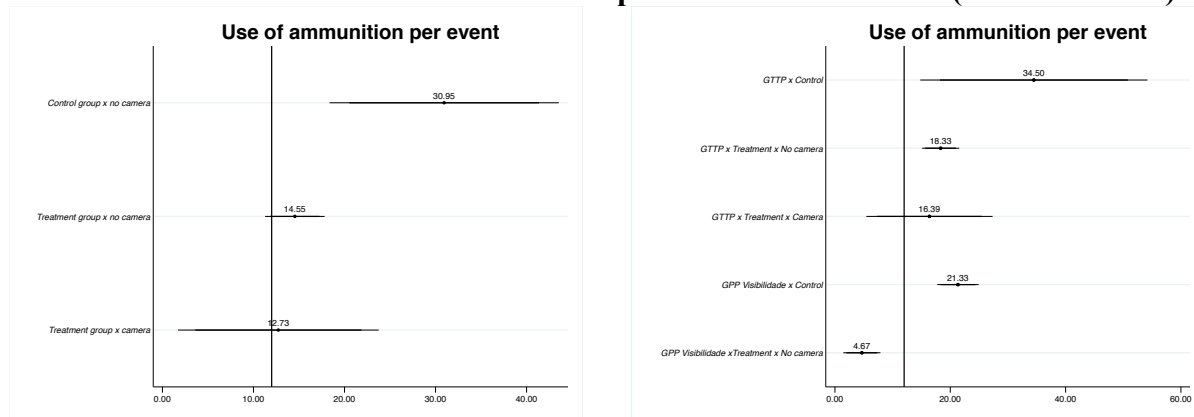 Use of ammunition per event
Control group x no camera
30.95
Treatment group x no camera
14.55
Treatment group x camera
12.73
0.00 10.00 20.00 30.00 40.00
Use of ammunition per event
GTTP x Control
34.50
GTTP x Treatment x No camera
18.33
GTTP x Treatment x Camera
16.39
GPP Visibilidade x Control
21.33
GPP Visibilidade xTreatment x No camera
4.67
0.00 20.00 40.00 60.00